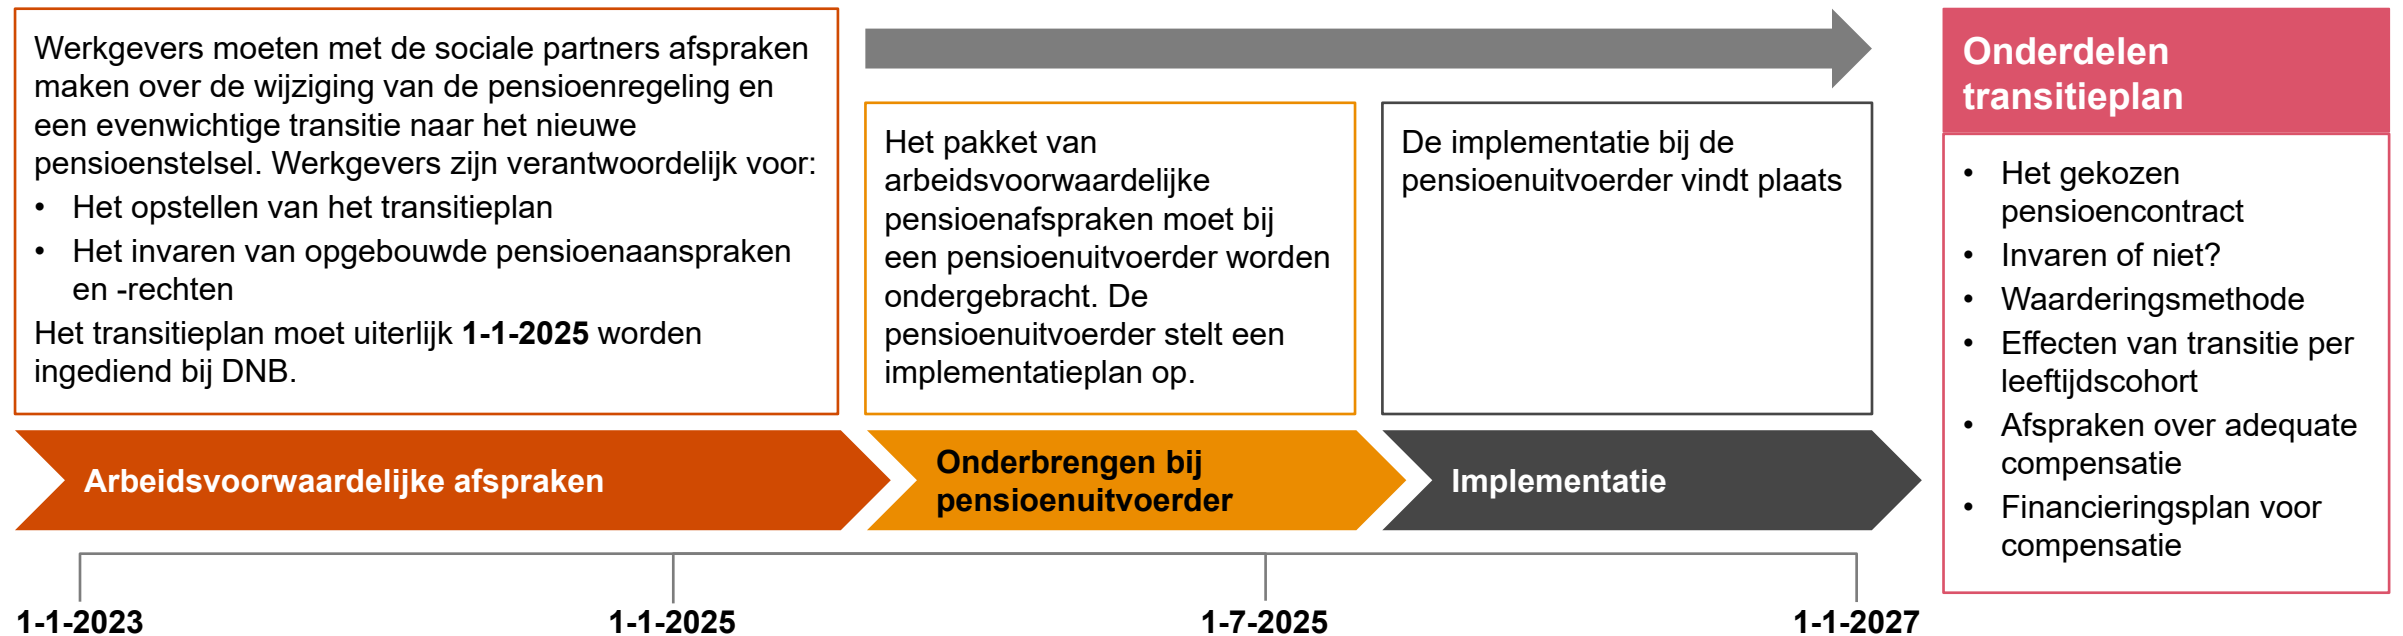 Werkgevers moeten met de sociale partners afspraken
maken over de wijziging van de pensioenregeling en
een evenwichtige transitie naar het nieuwe
pensioenstelsel. Werkgevers zijn verantwoordelijk voor:
• Het opstellen van het transitieplan
• Het invaren van opgebouwde pensioenaanspraken
en -rechten
Het transitieplan moet uiterlijk 1-1-2025 worden
ingediend bij DNB.
Het pakket van
arbeidsvoorwaardelijke
pensioenafspraken moet bij
een pensioenuitvoerder worden
ondergebracht. De
pensioenuitvoerder stelt een
implementatieplan op.
De implementatie bij de
pensioenuitvoerder vindt plaats
Arbeidsvoorwaardelijke afspraken
Onderbrengen bij
pensioenuitvoerder
Implementatie
1-1-2023
1-1-2025
1-7-2025
1-1-2027
Onderdelen
transitieplan
• Het gekozen
pensioencontract
• Invaren of niet?
• Waarderingsmethode
• Effecten van transitie per
leeftijdscohort
• Afspraken over adequate
compensatie
• Financieringsplan voor
compensatie